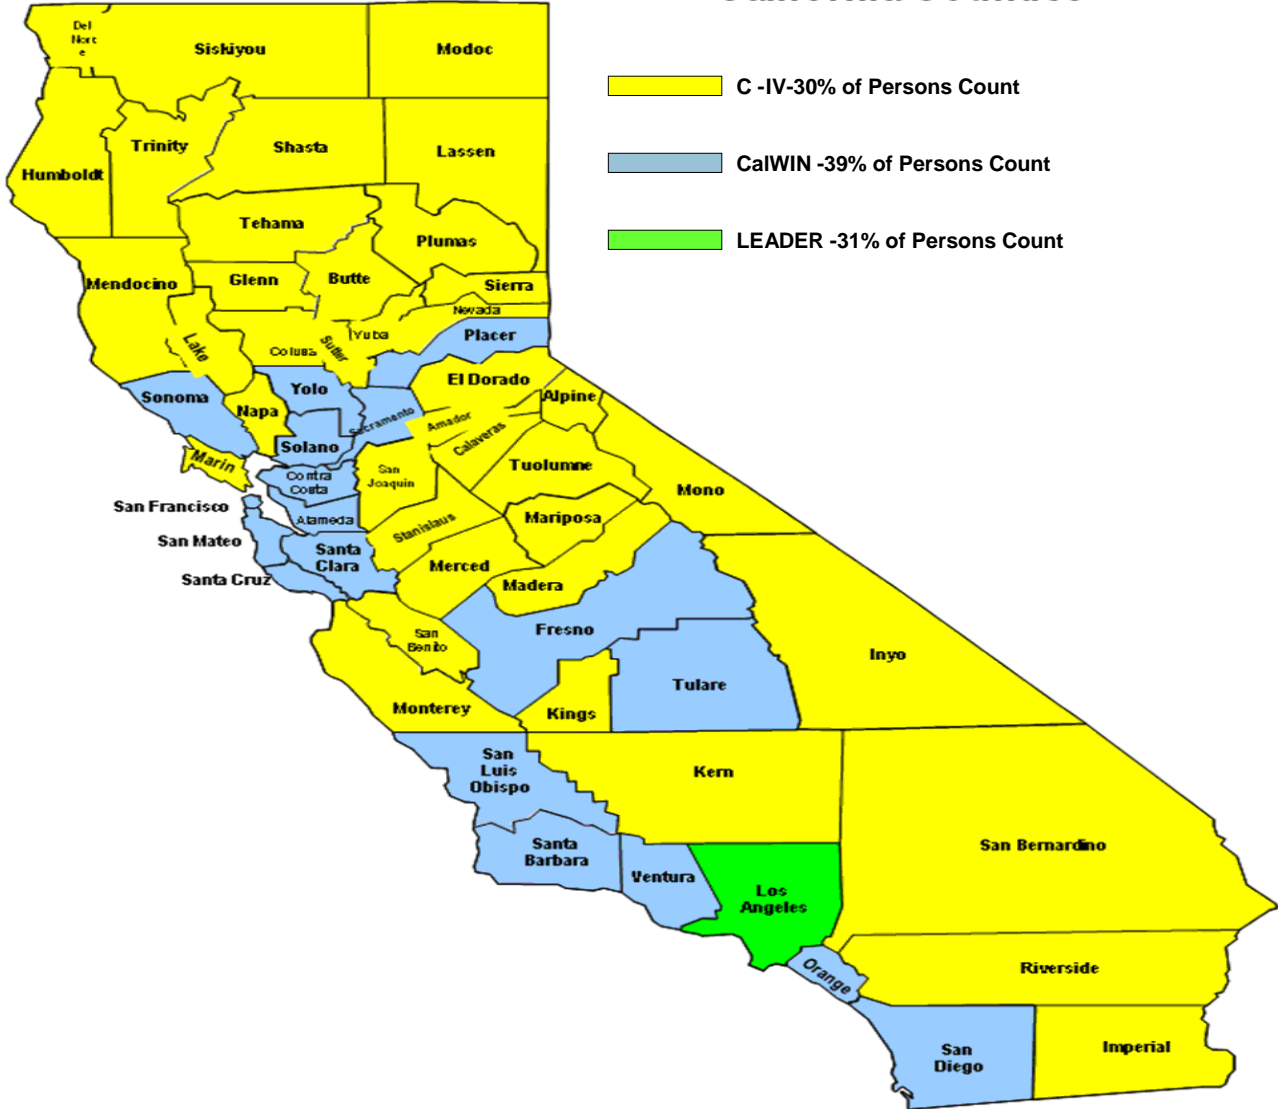 California Counties
Del
Nort
e
Siskiyou
Modoc
C -IV-30% of Persons Count
Trinity
Shasta
Lassen
CalWIN -39% of Persons Count
Humboldt
Tehama
Plumas
LEADER -31% of Persons Count
Mendocino
Glenn
Butte
Sierra
Nevada
Lake
Colusa
Sutter
Yuba
Placer
Sonoma
Napa
Yolo
El Dorado
Alpine
Sacramento
Amador
Calaveras
Solano
Marin
Contra
Costa
San
Joaquin
Tuolumne
Mono
San Francisco
Alameda
Stanislaus
Mariposa
San Mateo
Santa
Clara
Merced
Santa Cruz
Madera
Fresno
San
Benito
Inyo
Tulare
Monterey
Kings
San
Luis
Obispo
Kern
Santa
Barbara
Ventura
Los
Angeles
San Bernardino
Orange
Riverside
San
Diego
Imperial